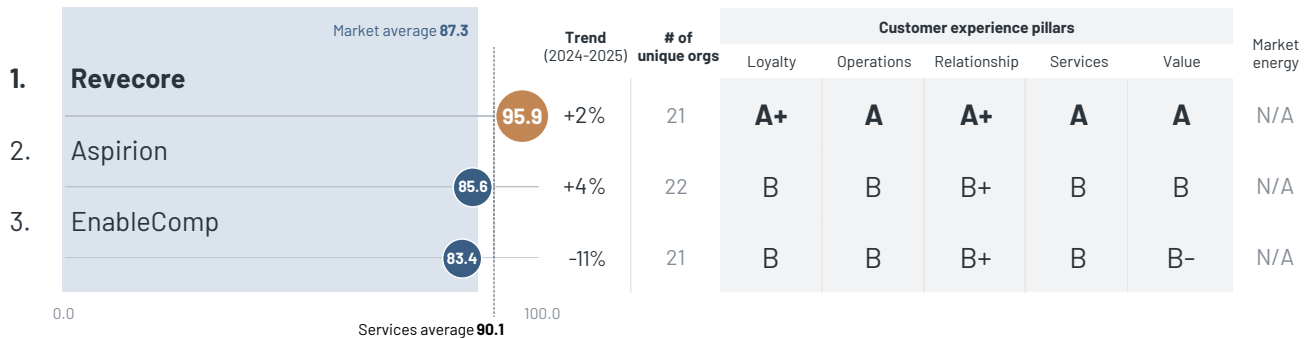 Market average 87.3
Trend
(2024-2025)
# of
unique orgs
Customer experience pillars
Loyalty Operations Relationship Services Value
Market
energy
1. Revecore
95.9 +2% 21 A+ A A+ A A N/A
2. Aspirion
85.6 +4% 22 B B B+ B B N/A
3. EnableComp
83.4 -11% 21 B B B+ B B- N/A
0.0 100.0
Services average 90.1